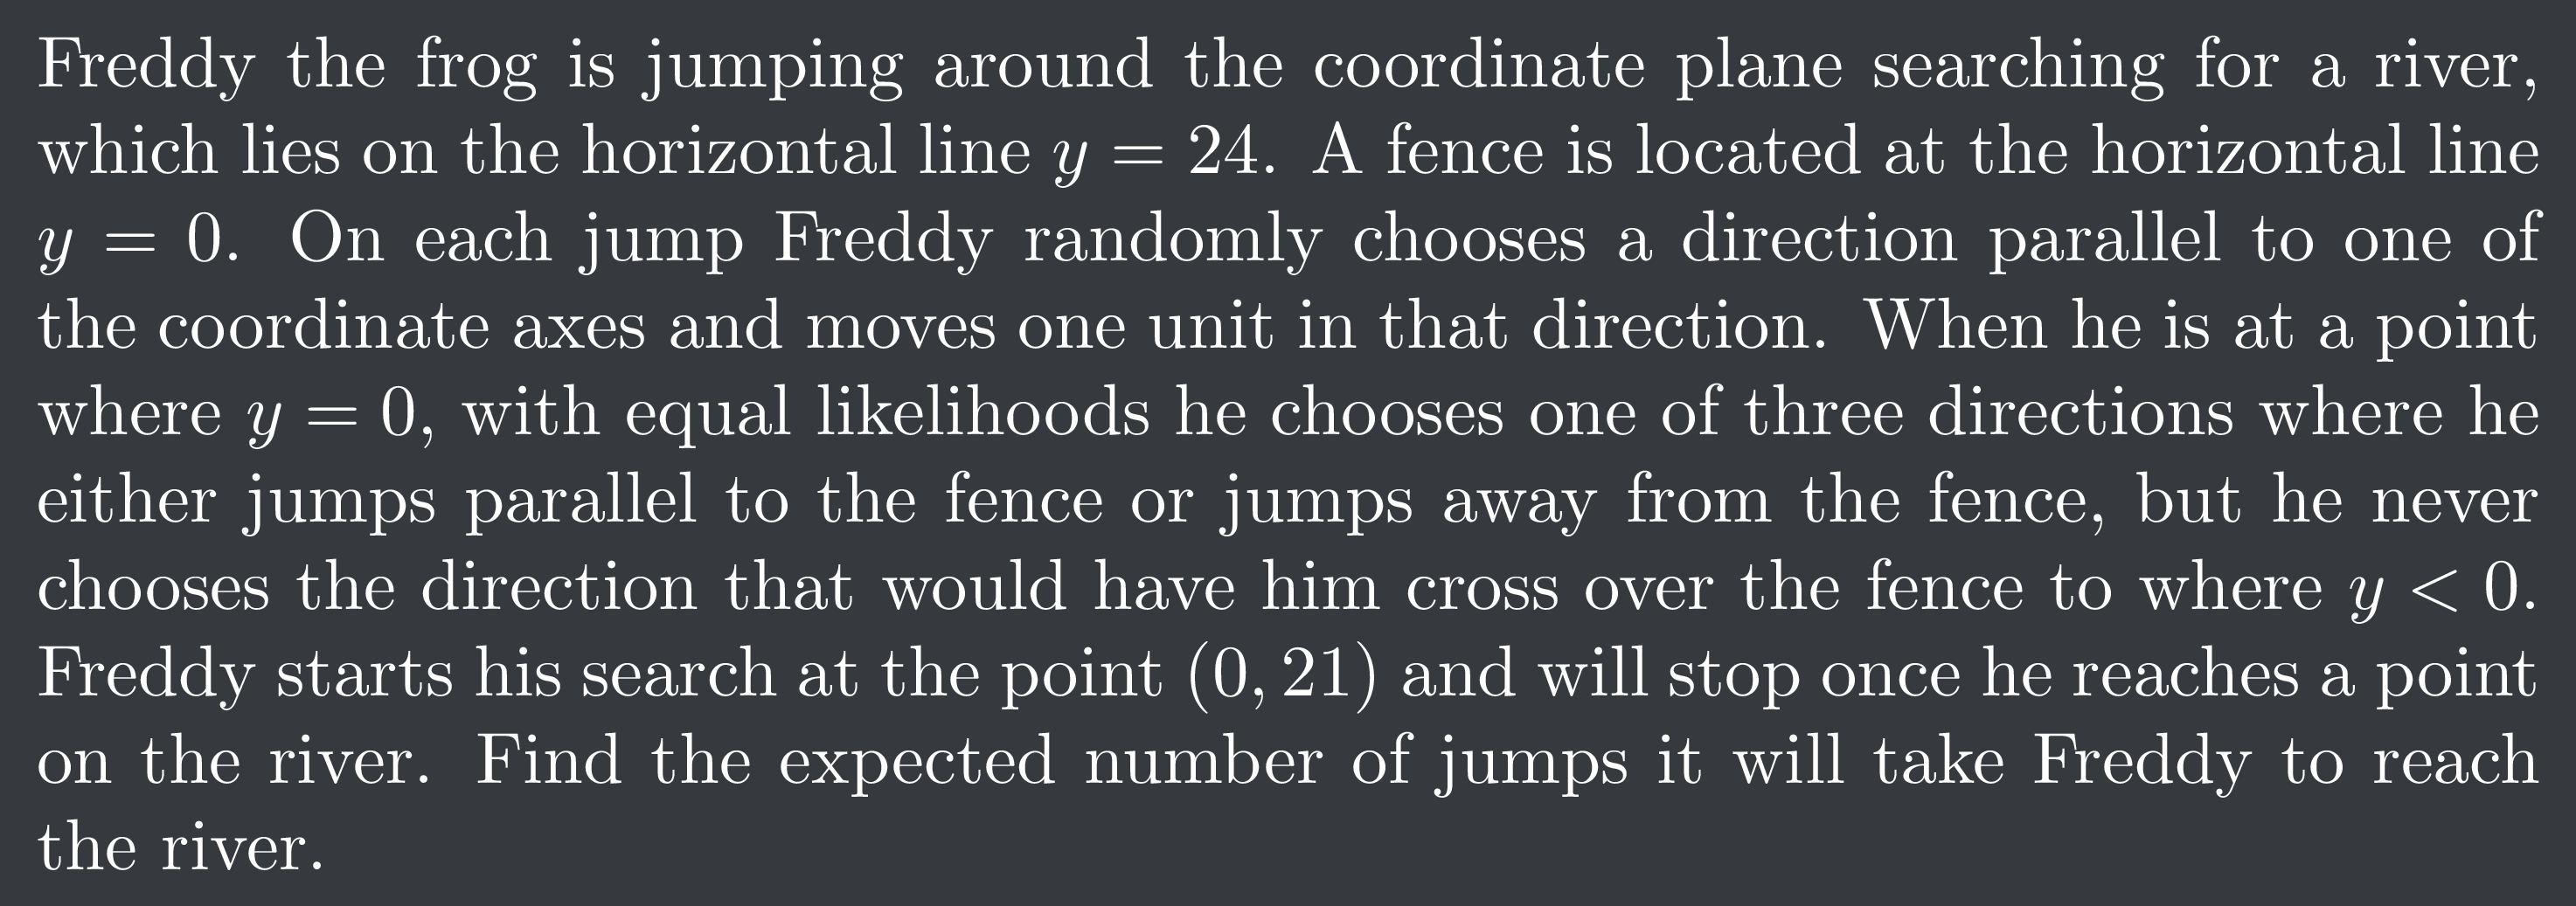 Freddy the frog is jumping around the coordinate plane searching for a river,
which lies on the horizontal line y = 24. A fence is located at the horizontal line
y = 0. On each jump Freddy randomly chooses a direction parallel to one of
the coordinate axes and moves one unit in that direction. When he is at a point
where y = 0, with equal likelihoods he chooses one of three directions where he
either jumps parallel to the fence or jumps away from the fence, but he never
chooses the direction that would have him cross over the fence to where y < 0.
Freddy starts his search at the point (0, 21) and will stop once he reaches a point
on the river. Find the expected number of jumps it will take Freddy to reach
the river.